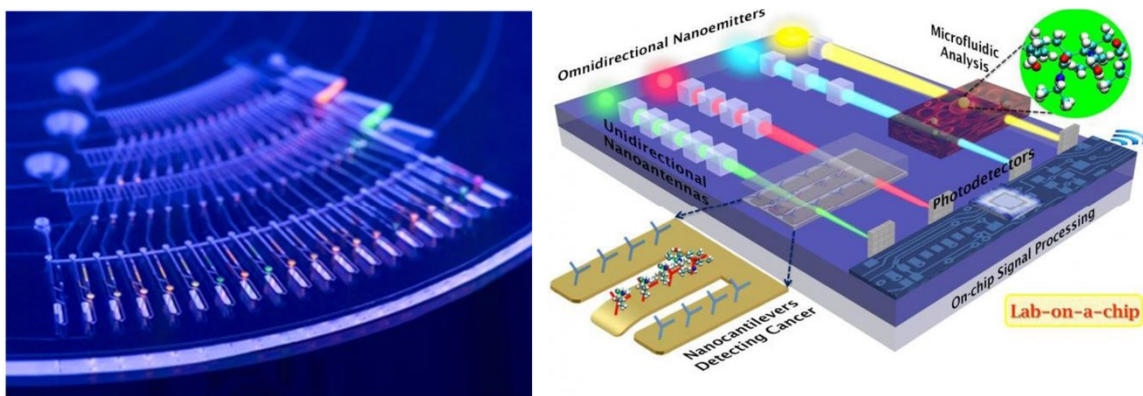 Omnidirectional Nanoemitters
Microfluidic
Analysis
Unidirectional
Nanoantennas
Photodetectors
On-chip Signal Processing
Nanocantilevers
Detecting Cancer
Lab-on-a-chip